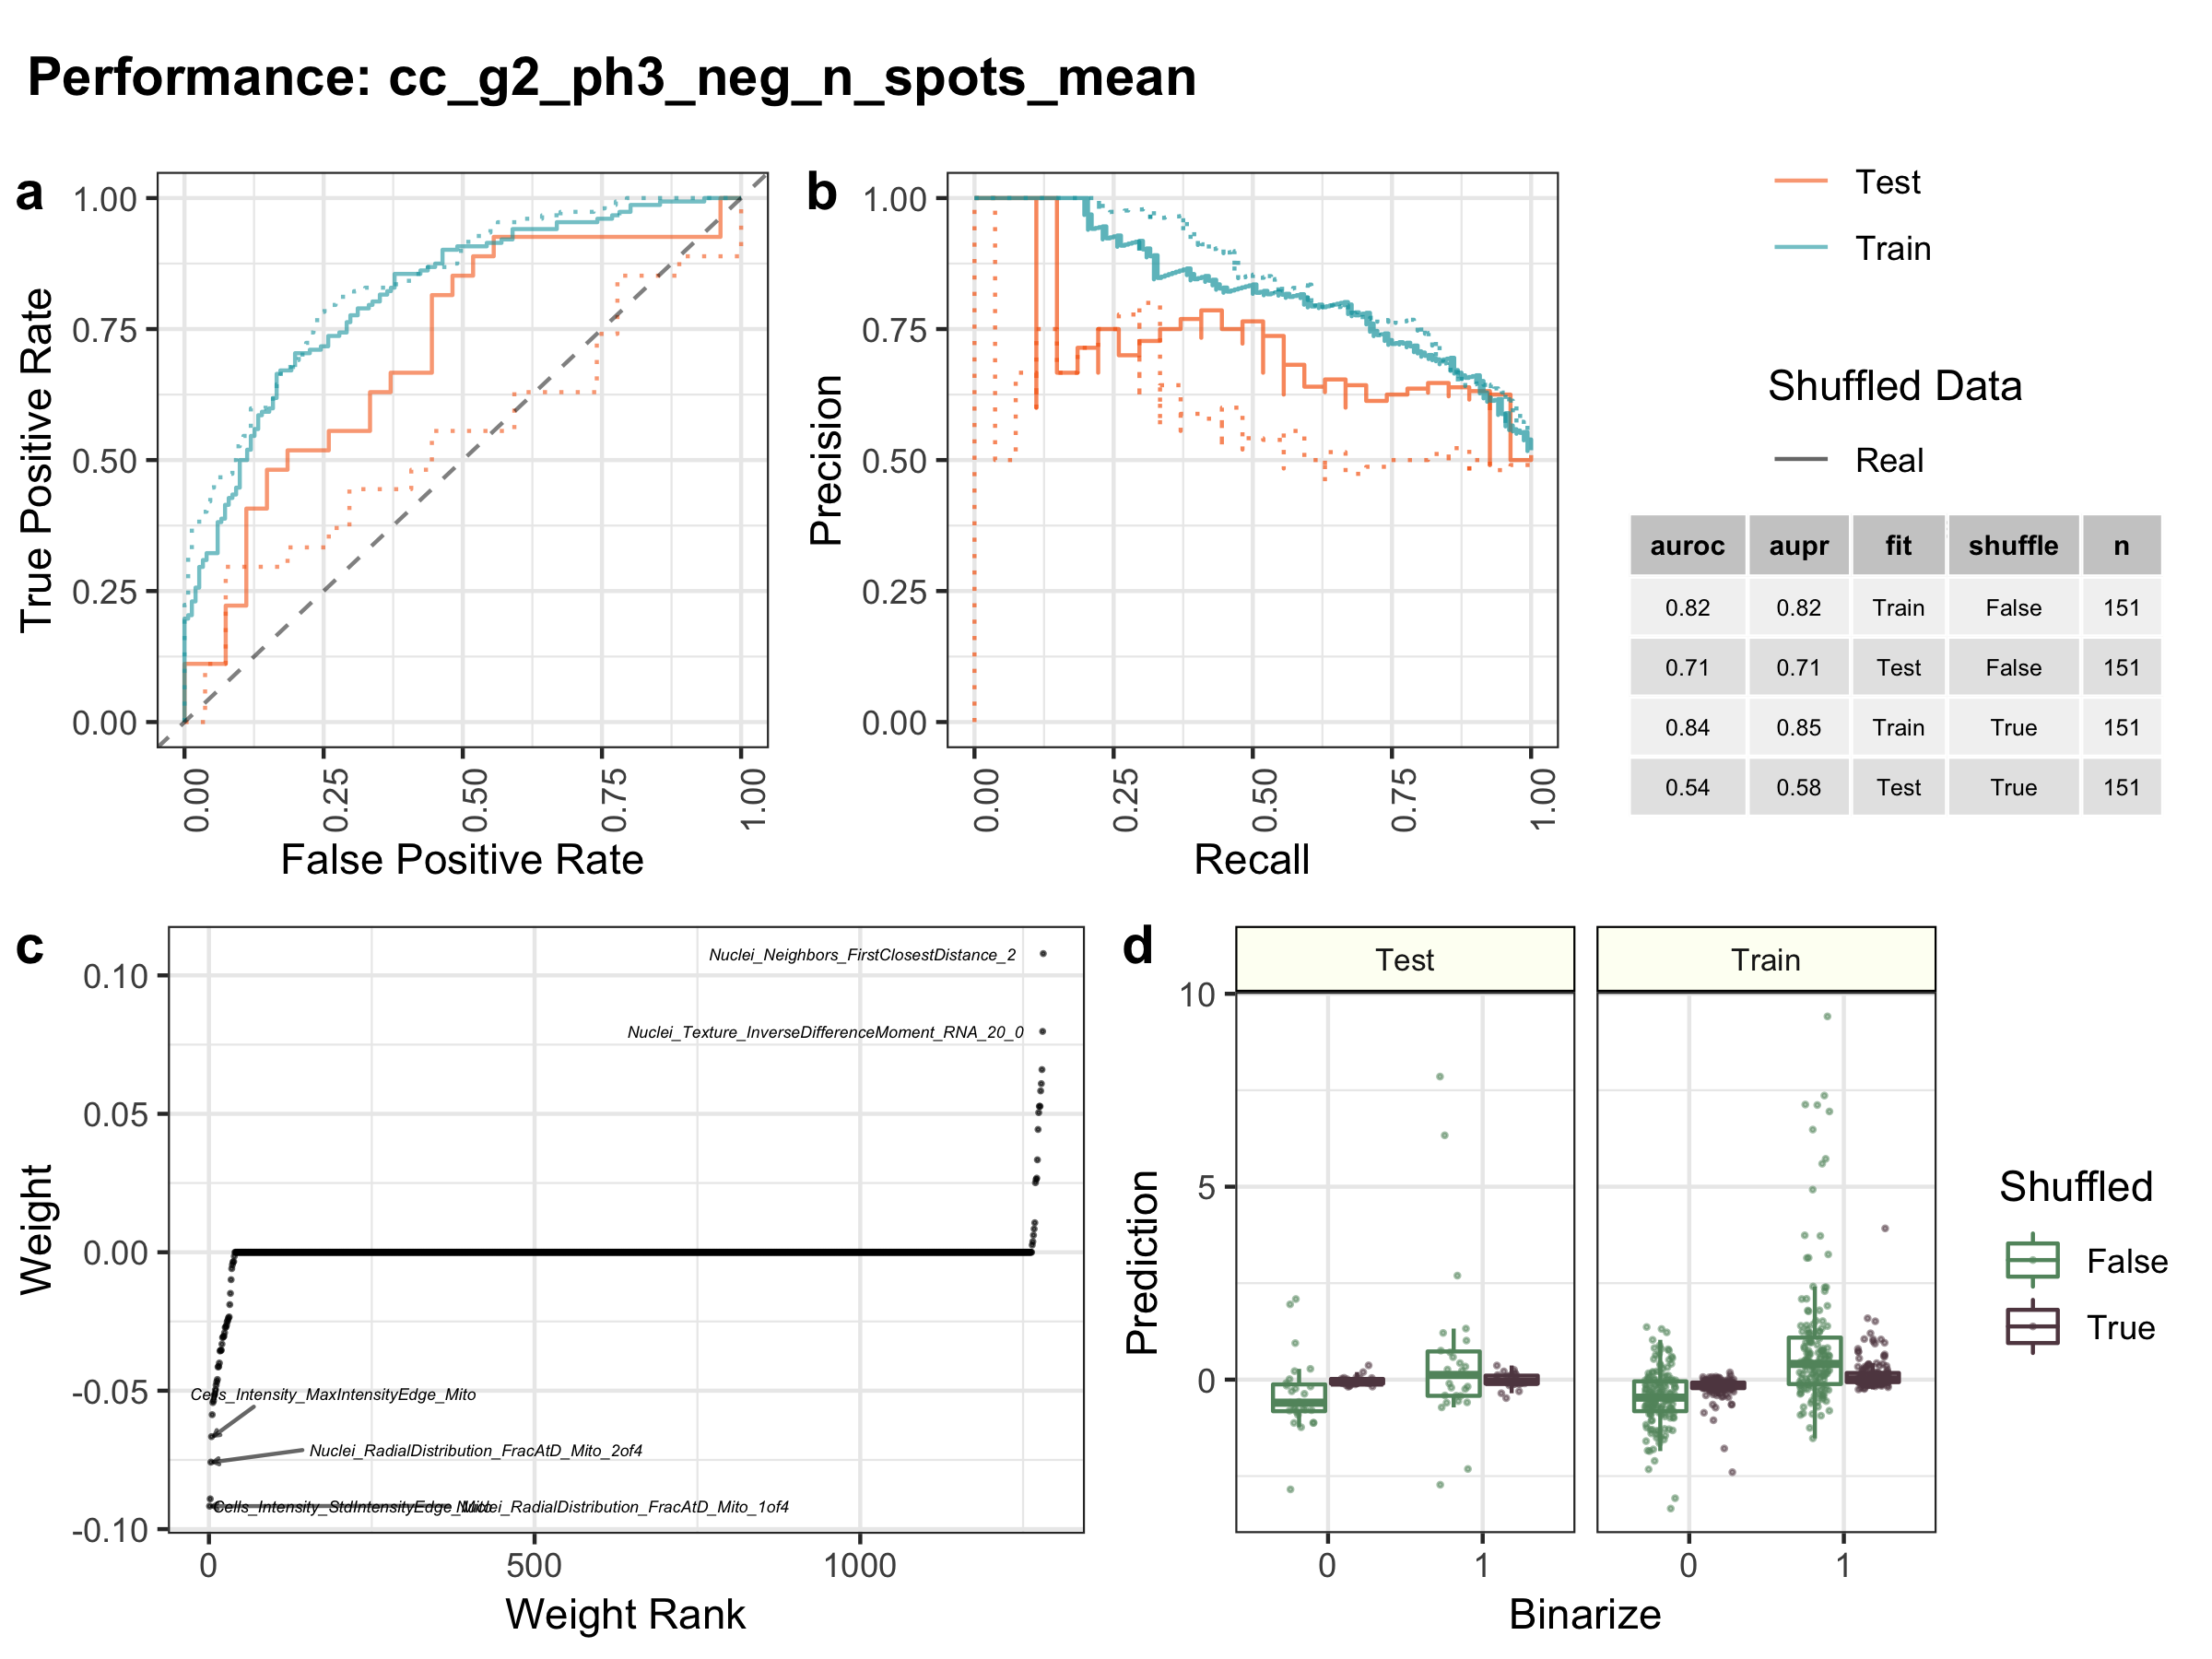 Performance: cc_g2_ph3_neg_n_spots_mean
a
1.00
0.75
0.50
0.25
0.00
True Positive Rate
0.00
0.25
0.50
0.75
1.00
False Positive Rate
b
1.00
0.75
0.50
0.25
0.00
Precision
0.00
0.25
0.50
0.75
1.00
Recall
Test
Train
Shuffled Data
Real
auroc aupr fit shuffle n
0.82 0.82 Train False 151
0.71 0.71 Test False 151
0.84 0.85 Train True 151
0.54 0.58 Test True 151
c
0.10
0.05
0.00
-0.05
-0.10
Weight
Nuclei_Neighbors_FirstClosestDistance_2
Nuclei_Texture_InverseDifferenceMoment_RNA_20_0
Cells_Intensity_MaxIntensityEdge_Mito
Nuclei_RadialDistribution_FracAtD_Mito_2of4
Cells_Intensity_StdIntensityEdge_Mito
Nuclei_RadialDistribution_FracAtD_Mito_1of4
0
500
1000
Weight Rank
d
Test
Train
10
5
0
Prediction
0
1
0
1
Binarize
Shuffled
False
True